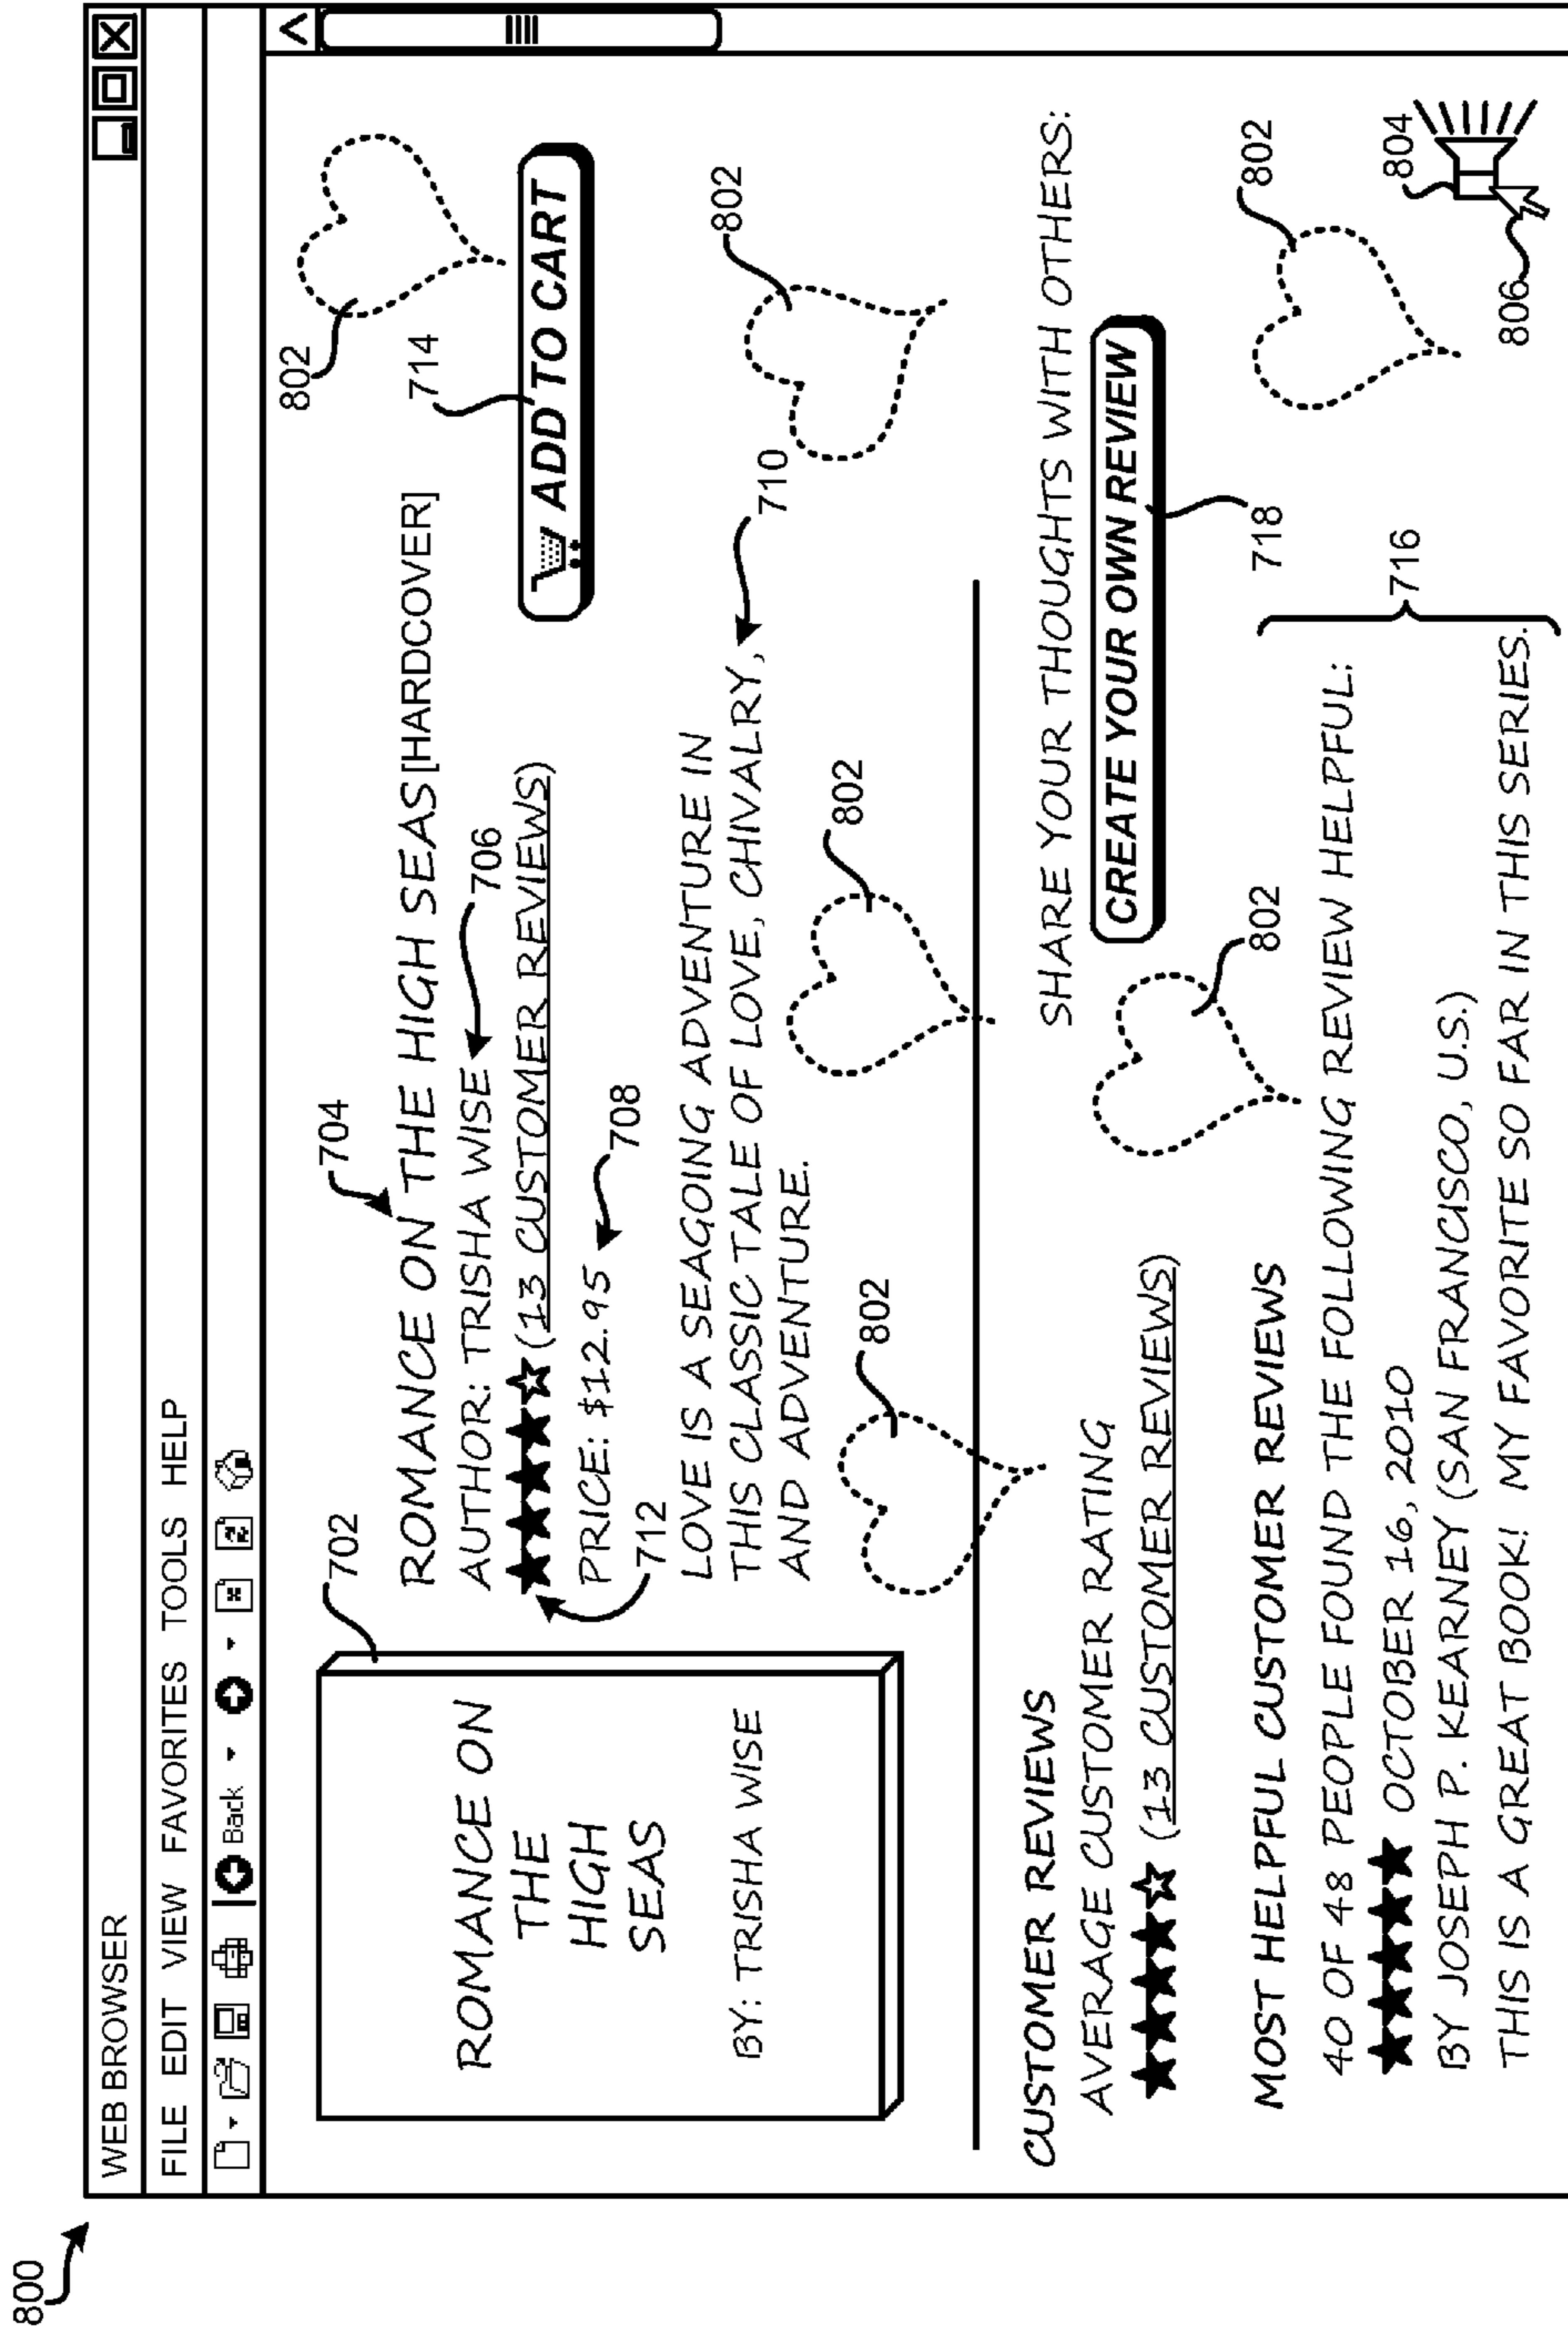 800
WEB BROWSER
FILE EDIT VIEW FAVORITES TOOLS HELP
Back
702
ROMANCE ON
THE
HIGH
SEAS
BY: TRISHA WISE
704
ROMANCE ON THE HIGH SEAS [HARDCOVER]
AUTHOR: TRISHA WISE
706
(13 CUSTOMER REVIEWS)
PRICE: $12.95
708
712
802
714
ADD TO CART
LOVE IS A SEAGOING ADVENTURE IN
THIS CLASSIC TALE OF LOVE, CHIVALRY,
AND ADVENTURE.
710
802
802
802
CUSTOMER REVIEWS
AVERAGE CUSTOMER RATING
(13 CUSTOMER REVIEWS)
SHARE YOUR THOUGHTS WITH OTHERS:
CREATE YOUR OWN REVIEW
718
802
802
MOST HELPFUL CUSTOMER REVIEWS
40 OF 48 PEOPLE FOUND THE FOLLOWING REVIEW HELPFUL:
OCTOBER 16, 2010
BY JOSEPH P. KEARNEY (SAN FRANCISCO, U.S.)
THIS IS A GREAT BOOK! MY FAVORITE SO FAR IN THIS SERIES.
716
804
806